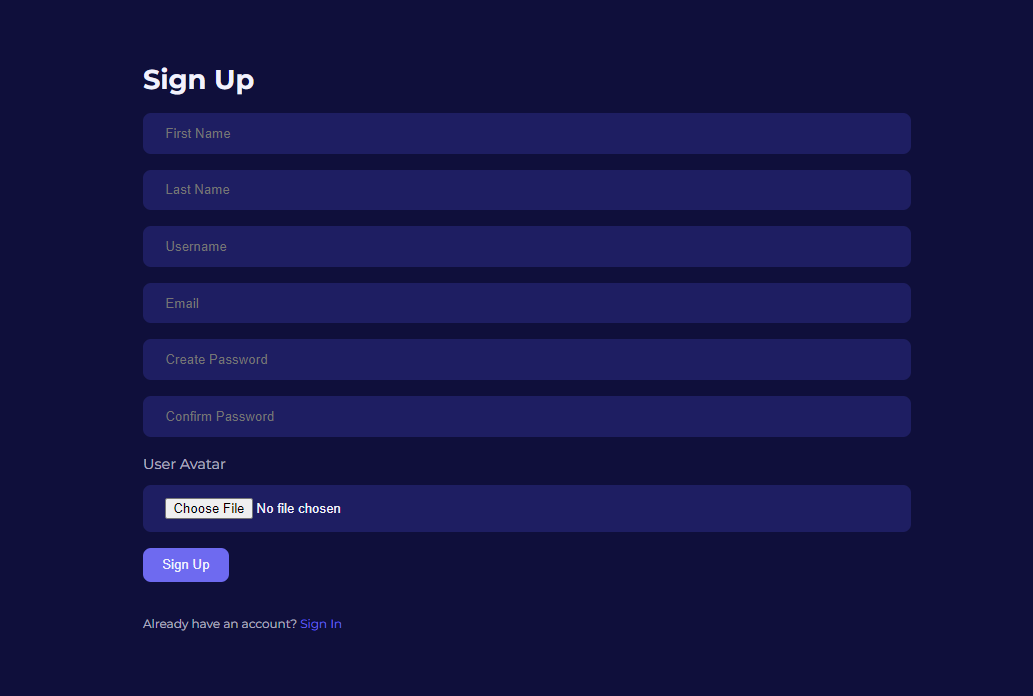 Sign Up
First Name
Last Name
Username
Email
Create Password
Confirm Password
User Avatar
Choose File No file chosen
Sign Up
Already have an account? Sign In